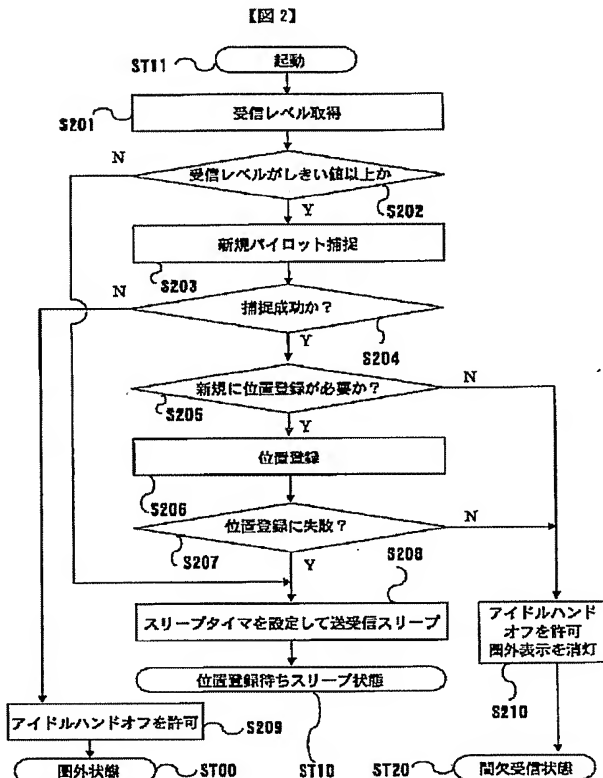 【図 2】
ST11
起動
S201
受信レベル取得
N
受信レベルがしきい値以上か
S202
Y
新規パイロット捕捉
S203
N
捕捉成功か？
S204
Y
新規に位置登録が必要か？
N
S205
Y
位置登録
S206
位置登録に失敗？
N
S207
Y
S208
スリープタイマを設定して送受信スリープ
アイドルハンド
オフを許可
圏外表示を消灯
位置登録待ちスリープ状態
S210
アイドルハンドオフを許可
S209
圏外状態
ST00
ST10
ST20
間欠受信状態